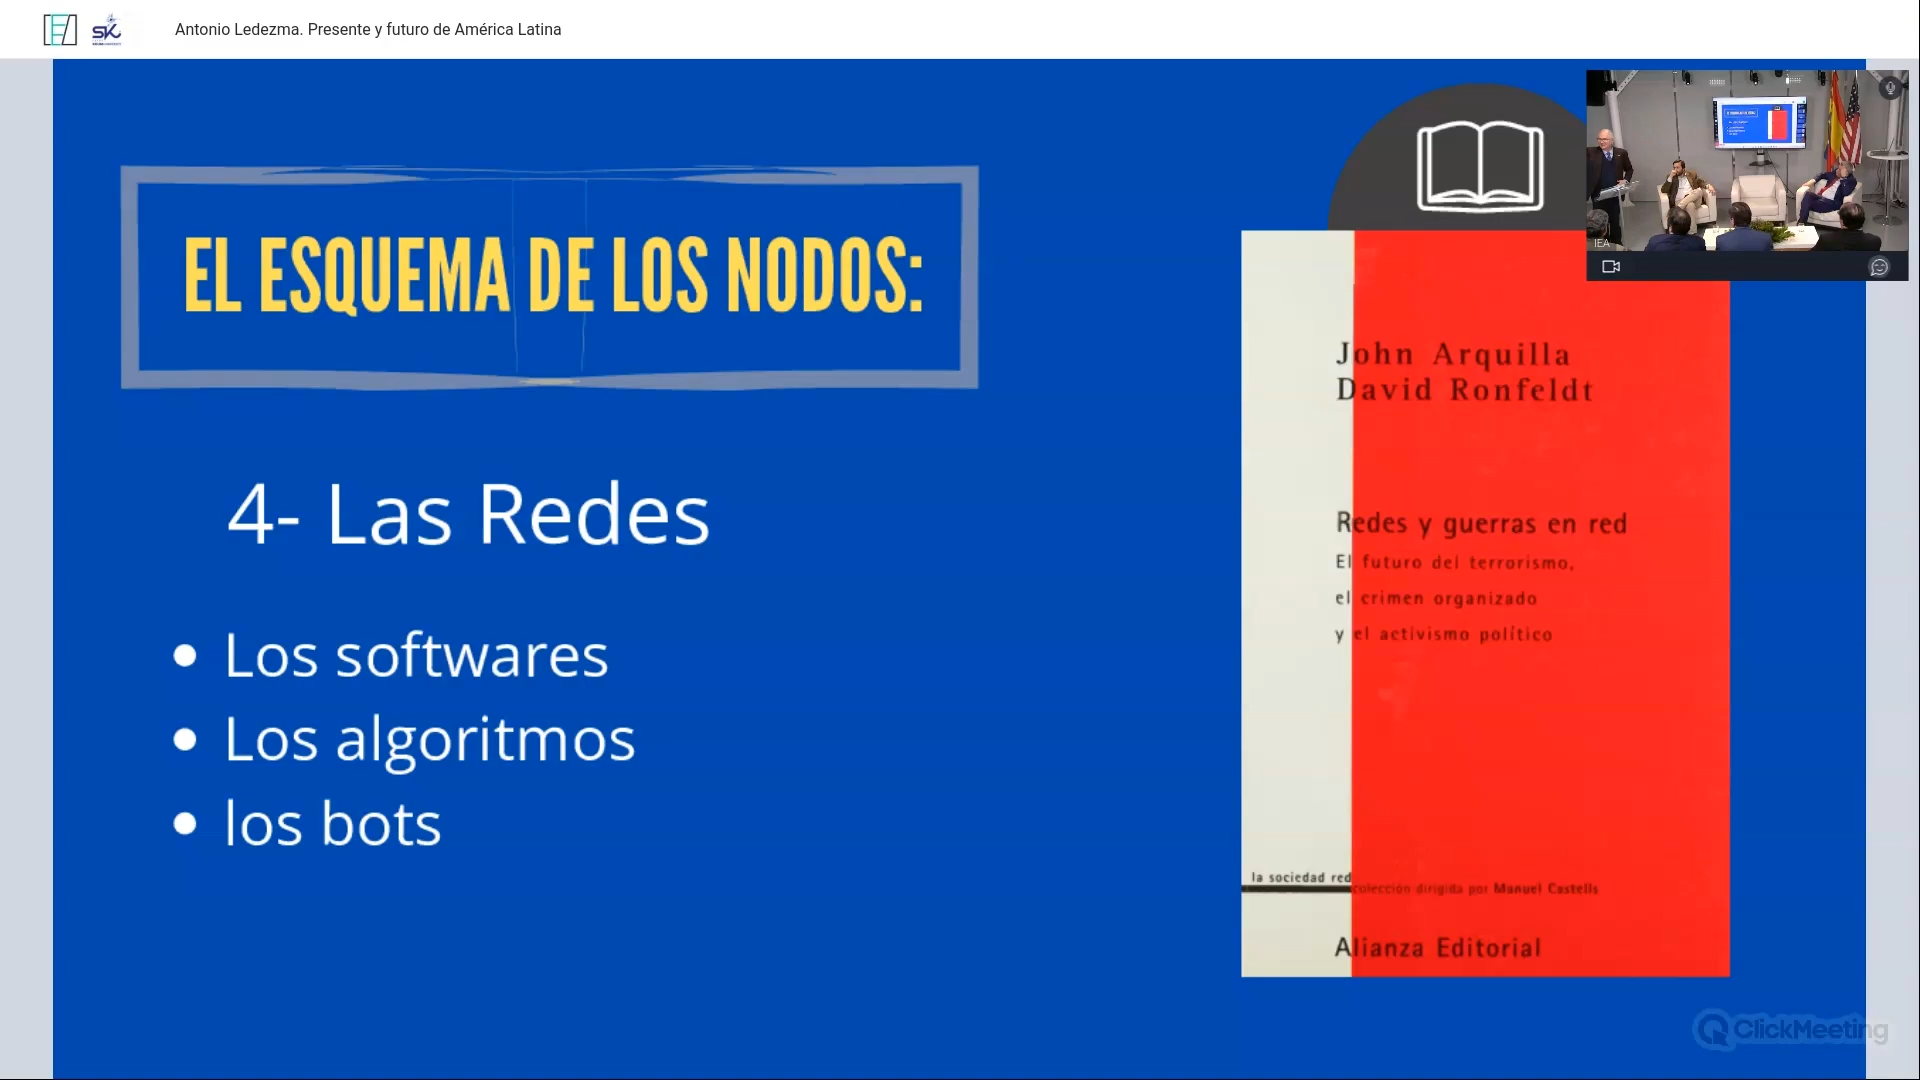 IEA SK Antonio Ledezma. Presente y futuro de América Latina
EL ESQUEMA DE LOS NODOS:
IEA
4- Las Redes
Los softwares
Los algoritmos
los bots
John Arquilla
David Ronfeldt
Redes y guerras en red
El futuro del terrorismo,
el crimen organizado
y el activismo político
la sociedad red
colección dirigida por Manuel Castells
Alianza Editorial
ClickMeeting